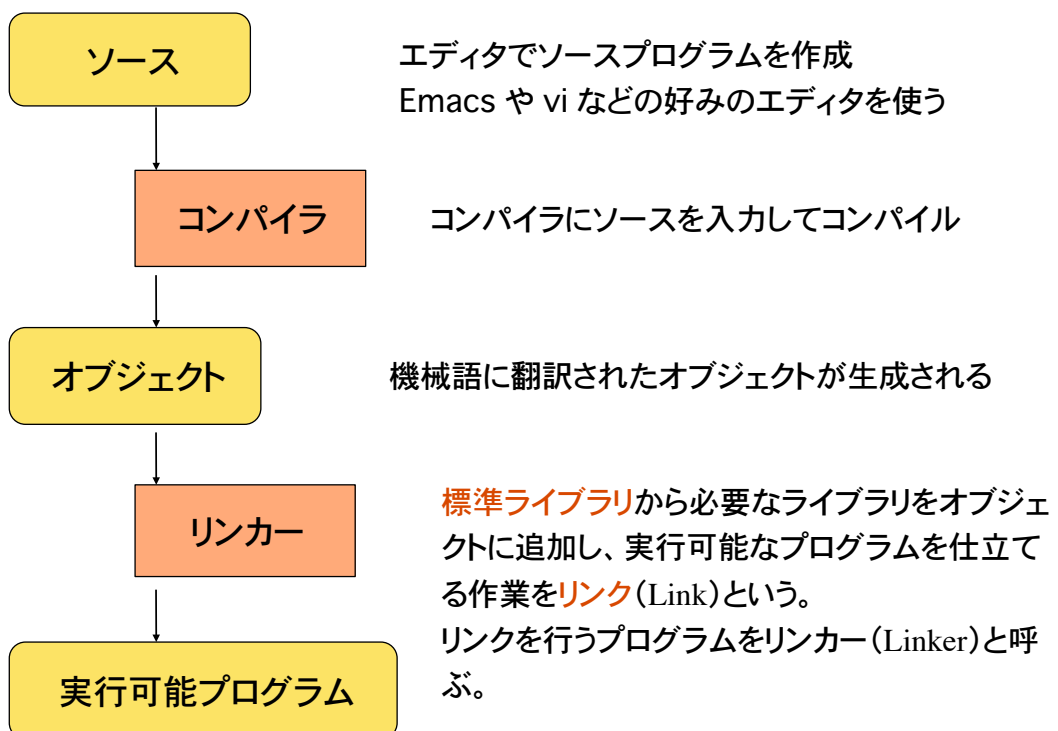 ソース
エディタでソースプログラムを作成
Emacs や vi などの好みのエディタを使う
コンパイラ
コンパイラにソースを入力してコンパイル
オブジェクト
機械語に翻訳されたオブジェクトが生成される
リンカー
標準ライブラリから必要なライブラリをオブジェ
クトに追加し、実行可能なプログラムを仕立て
る作業をリンク(Link)という。
リンクを行うプログラムをリンカー(Linker)と呼
ぶ。
実行可能プログラム